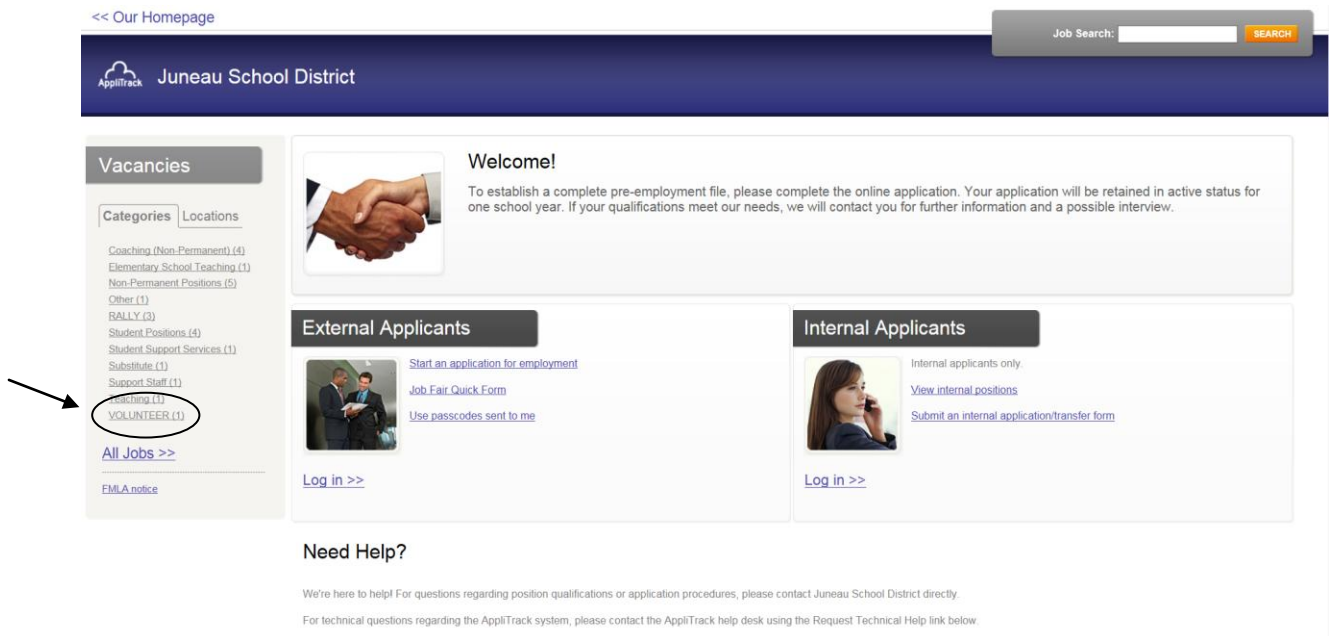 << Our Homepage
Job Search:
SEARCH
AppliTrack
Juneau School District
Vacancies
Categories
Locations
Coaching (Non-Permanent) (4)
Elementary School Teaching (1)
Non-Permanent Positions (5)
Other (1)
RALLY (3)
Student Positions (4)
Student Support Services (1)
Substitute (1)
Support Staff (1)
Teaching (1)
VOLUNTEER (1)
All Jobs >>
FMLA notice
Welcome!
To establish a complete pre-employment file, please complete the online application. Your application will be retained in active status for
one school year. If your qualifications meet our needs, we will contact you for further information and a possible interview.
External Applicants
Start an application for employment
Job Fair Quick Form
Use passcodes sent to me
Log in >>
Internal Applicants
Internal applicants only.
View internal positions
Submit an internal application/transfer form
Log in >>
Need Help?
We're here to help! For questions regarding position qualifications or application procedures, please contact Juneau School District directly.
For technical questions regarding the AppliTrack system, please contact the AppliTrack help desk using the Request Technical Help link below.